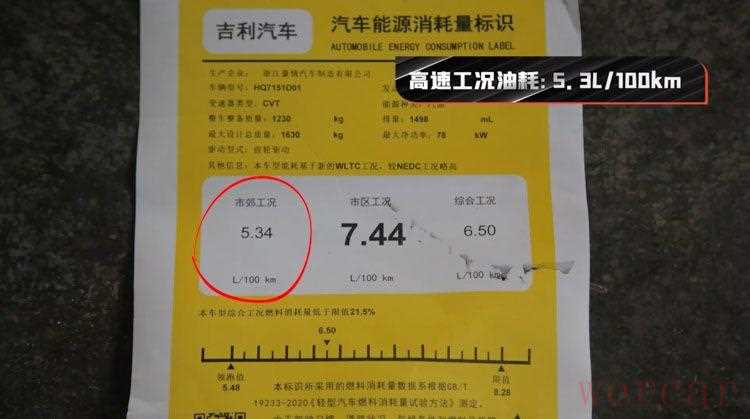 吉利汽车
汽车能源消耗量标识
AUTOMOBILE ENERGY CONSUMPTION LABEL
高速工况油耗: 5.3L/100km
生产企业: 浙江豪情汽车制造有限公司
车辆型号: HQ7151D01
变速器类型: CVT
整车整备质量: 1230 kg
排量: 1498 mL
最大设计总质量: 1630 kg
最大净功率: 78 kW
驱动型式: 前轮驱动
其他信息: 本车型能耗基于新的WLTC工况, 较NEDC工况略高
市郊工况 市区工况 综合工况
5.34 7.44 6.50
L/100 km L/100 km L/100 km
本车型综合工况燃料消耗量低于限值21.5%
6.50
领跑值 限值
5.48 8.28
本标识所采用的燃料消耗量数据系根据GB/T
19233-2020《轻型汽车燃料消耗量试验方法》测定。